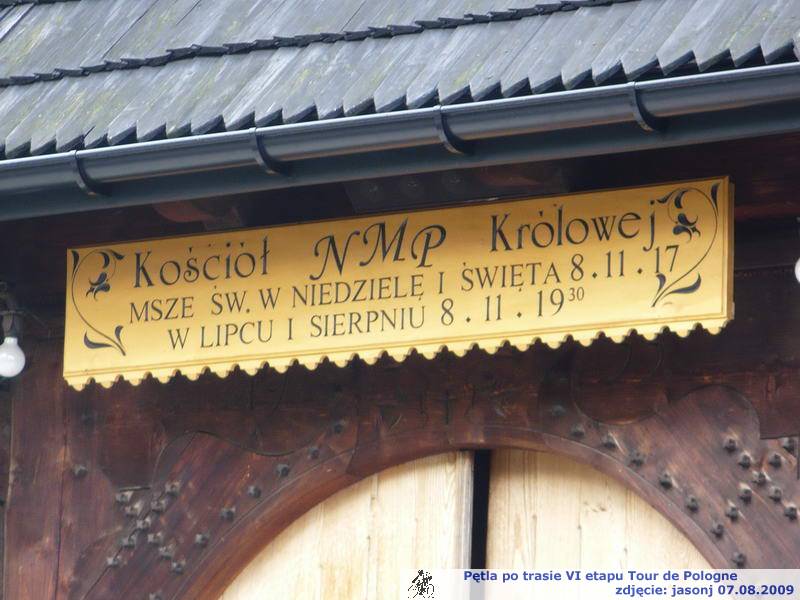 Kościół NMP Królowej
MSZE ŚW. W NIEDZIELĘ I ŚWIĘTA 8.11.17
W LIPCU I SIERPNIU 8.11.19³⁰
Pętla po trasie VI etapu Tour de Pologne
zdjęcie: jasonj 07.08.2009